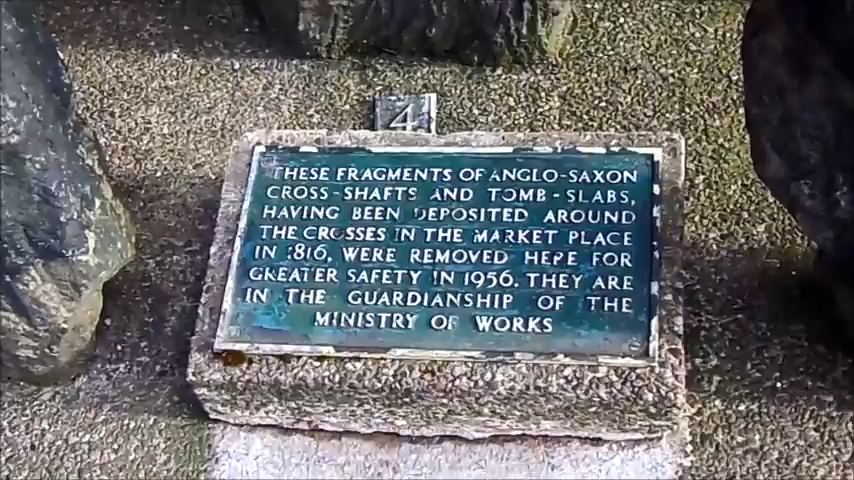 4
These fragments of Anglo-Saxon
cross-shafts and tomb-slabs,
having been deposited around
the crosses in the market place
in 1816, were removed here for
greater safety in 1956. They are
in the guardianship of the
Ministry of Works